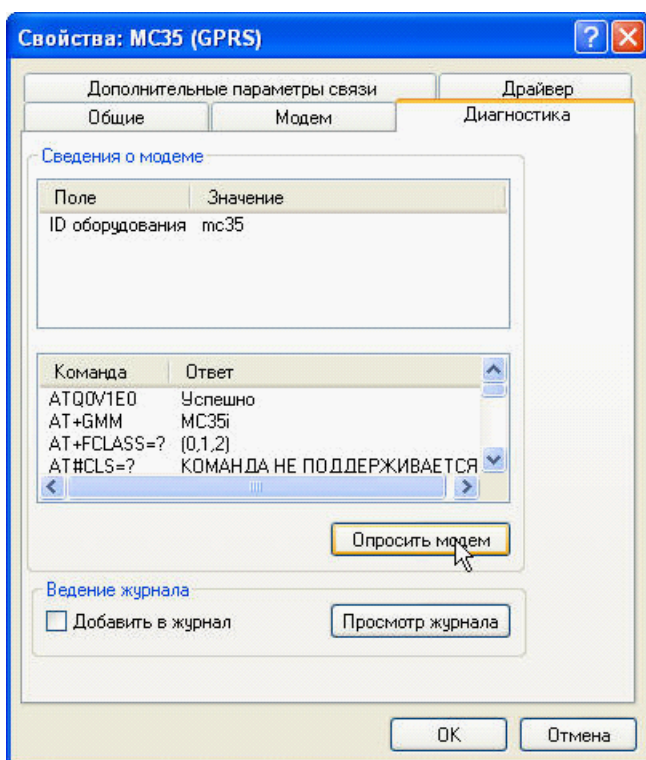 Свойства: MC35 (GPRS)
Дополнительные параметры связи Драйвер
Общие Модем Диагностика
Сведения о модеме
Поле Значение
ID оборудования mc35
Команда Ответ
ATQ0V1E0 Успешно
AT+GMM MC35i
AT+FCLASS=? (0,1,2)
AT#CLS=? КОМАНДА НЕ ПОДДЕРЖИВАЕТСЯ
Опросить модем
Ведение журнала
Добавить в журнал Просмотр журнала
OK Отмена